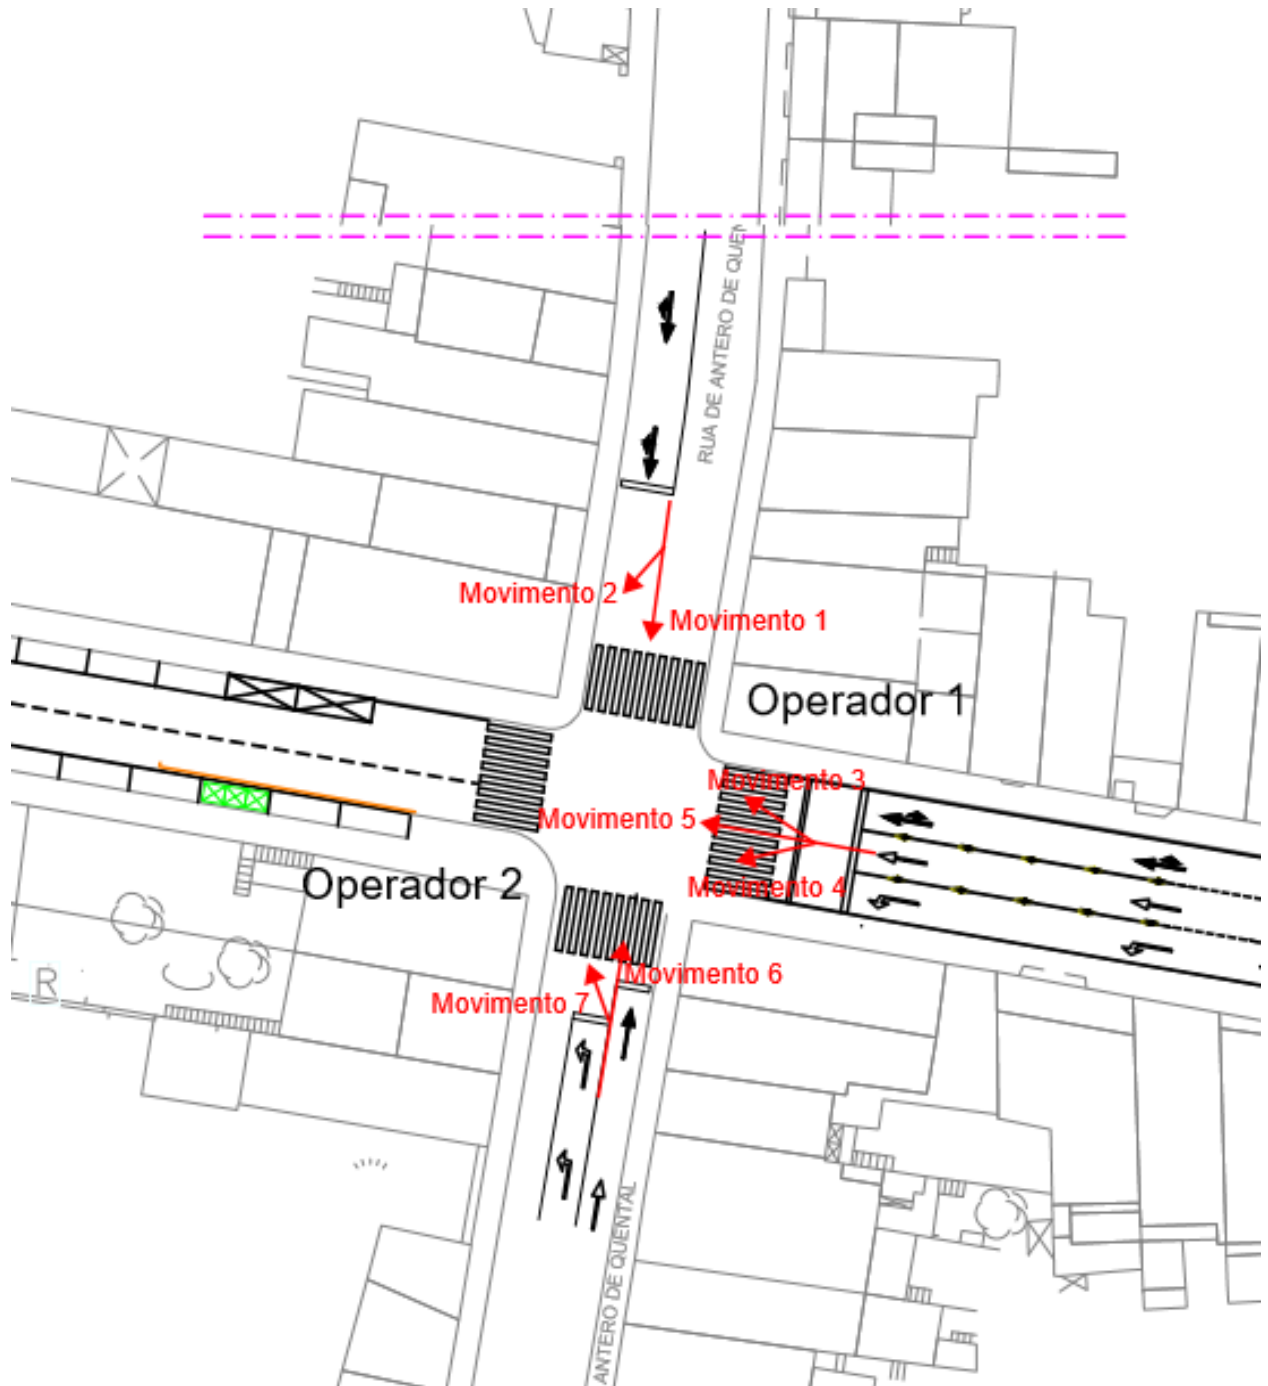 RUA DE ANTERO DE QUEN
Movimento 2
Movimento 1
Operador 1
Movimento 3
Movimento 5
Operador 2
Movimento 4
Movimento 6
R
Movimento 7
ANTERO DE QUENTAL